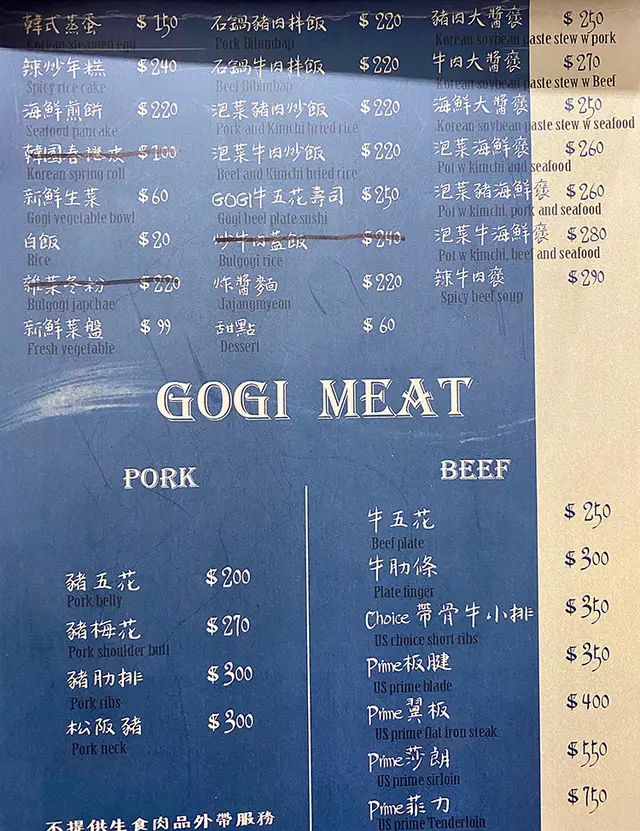 韓式蒸蛋 $150
Korean steamed egg
辣炒年糕 $240
Spicy rice cake
海鮮煎餅 $220
Seafood pancake
韓國春捲皮 $100
Korean spring roll
新鮮生菜 $60
Gogi vegetable bowl
白飯 $20
Rice
雜菜冬粉 $220
Bulgogi japchae
新鮮菜盤 $99
Fresh vegetable
石鍋豬肉拌飯 $220
Pork Bibimbap
石鍋牛肉拌飯 $220
Beef Bibimbap
泡菜豬肉炒飯 $220
Pork and Kimchi hried rice
泡菜牛肉炒飯 $220
Beef and Kimchi hried rice
GOGI牛五花壽司 $250
Gogi beef plate sushi
炒牛肉蓋飯 $240
Bulgogi rice
炸醬麵 $220
Jajangmyeon
甜點 $60
Dessert
豬肉大醬褒 $250
Korean soybean paste stew w pork
牛肉大醬褒 $270
Korean soybean paste stew w Beef
海鮮大醬褒 $250
Korean soybean paste stew w seafood
泡菜海鮮褒 $260
Pot w kimchi and seafood
泡菜豬海鮮褒 $260
Pot w kimchi, pork and seafood
泡菜牛海鮮褒 $280
Pot w kimchi, beef and seafood
辣牛肉褒 $290
Spicy beef soup
GOGI MEAT
PORK
豬五花 $200
Pork belly
豬梅花 $270
Pork shoulder butt
豬肋排 $300
Pork ribs
松阪豬 $300
Pork neck
不提供生食肉品外帶服務
BEEF
牛五花 $250
Beef plate
牛肋條 $300
Plate finger
Choice帶骨牛小排 $350
US choice short ribs
Prime板腱 $350
US prime blade
Prime翼板 $400
US prime flat iron steak
Prime莎朗 $550
US prime sirloin
Prime菲力 $750
US prime Tenderloin